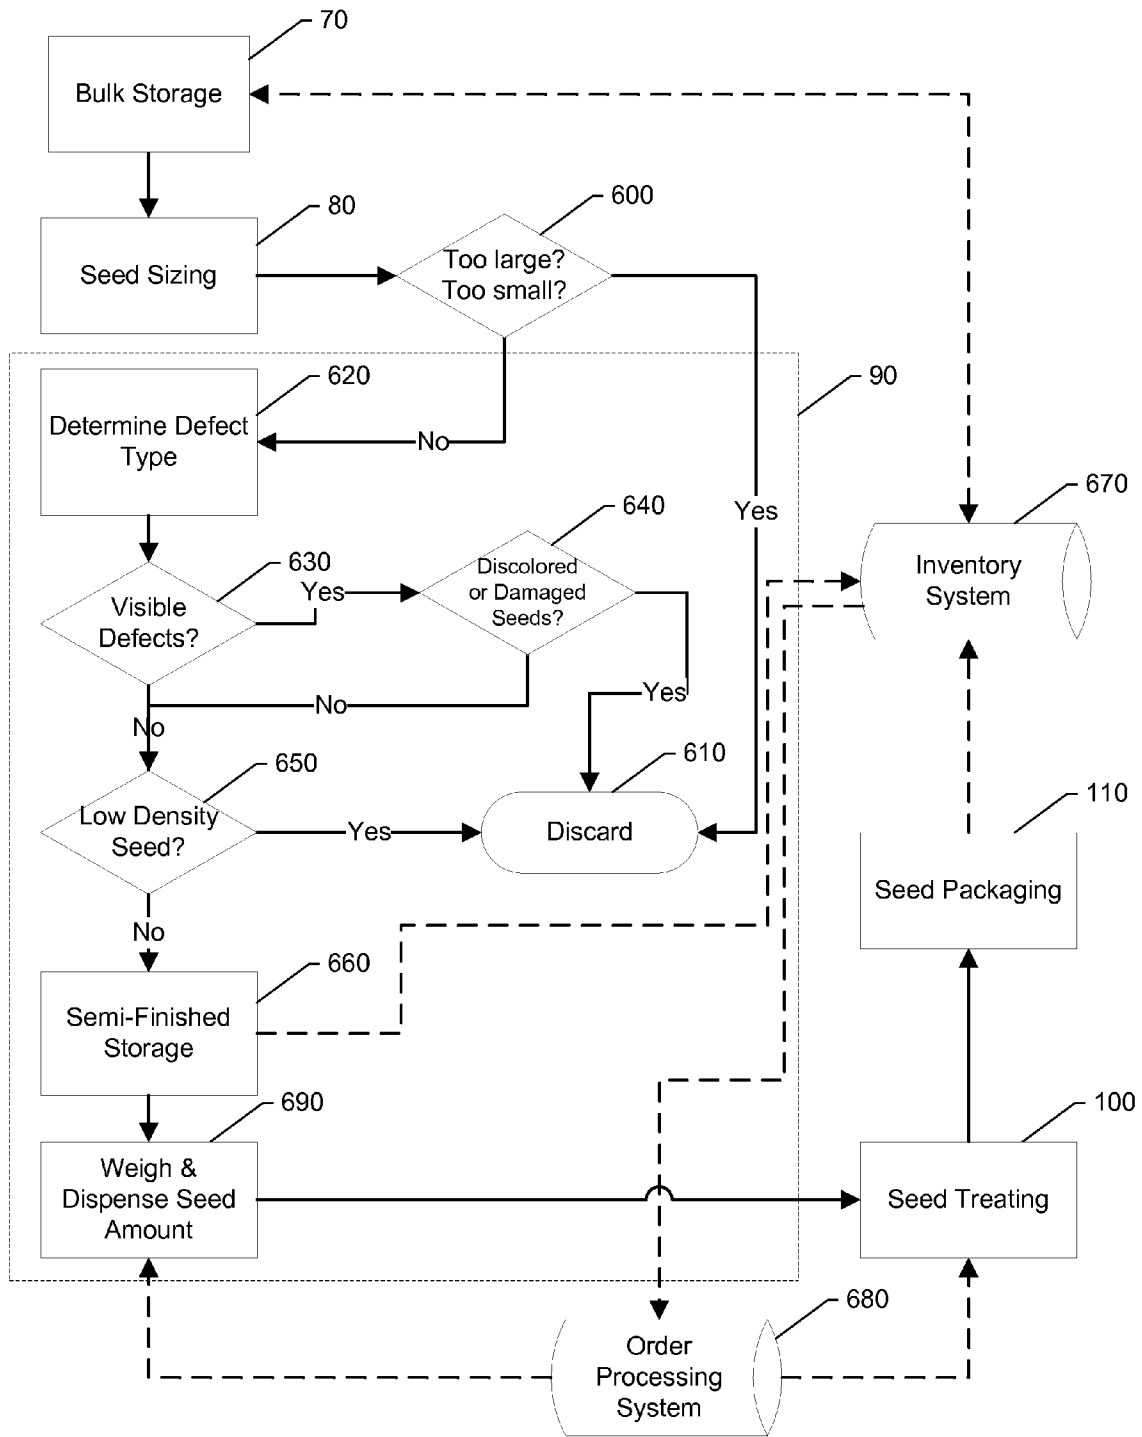 70
Bulk Storage
80
600
Seed Sizing
Too large?
Too small?
620
90
Determine Defect
Type
No
670
640
Yes
630
Yes
Discolored
or Damaged
Seeds?
Inventory
System
Visible
Defects?
Yes
No
No
650
610
110
Low Density
Seed?
Yes
Discard
Seed Packaging
No
660
Semi-Finished
Storage
690
100
Weigh &
Dispense Seed
Amount
Seed Treating
680
Order
Processing
System